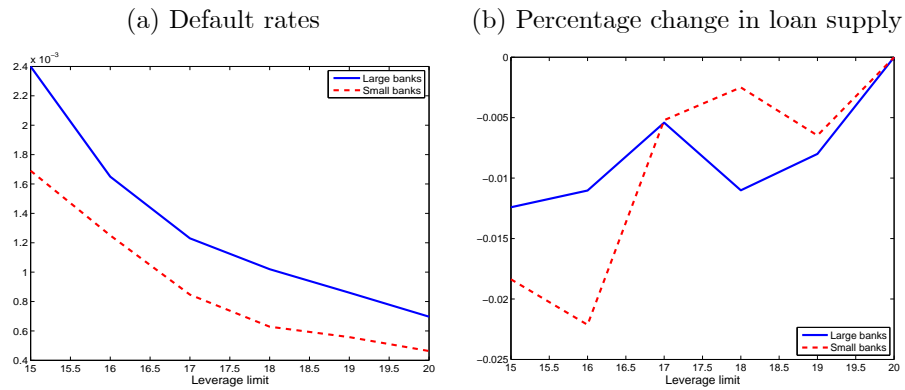 (a) Default rates
x 10⁻³
2.4
2.2
2
1.8
1.6
1.4
1.2
1
0.8
0.6
0.4
15 15.5 16 16.5 17 17.5 18 18.5 19 19.5 20
Leverage limit
Large banks
Small banks
(b) Percentage change in loan supply
0
−0.005
−0.01
−0.015
−0.02
−0.025
15 15.5 16 16.5 17 17.5 18 18.5 19 19.5 20
Leverage limit
Large banks
Small banks